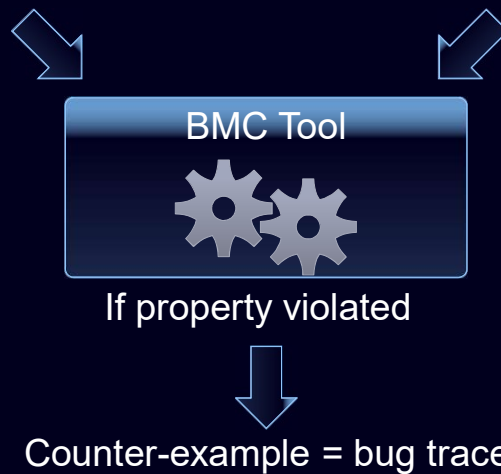 BMC Tool
If property violated
Counter-example = bug trace